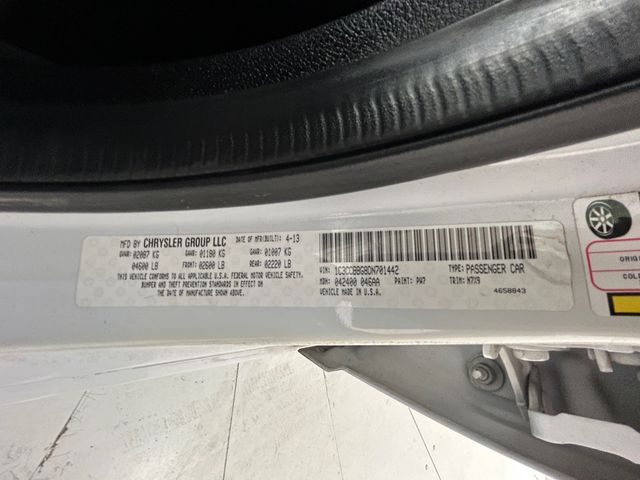 MFD BY CHRYSLER GROUP LLC DATE OF MFR(BUILT): 4-13
GVWR: 02087 KG GAWR: 01180 KG GAWR: 01007 KG
04600 LB FRONT: 02600 LB REAR: 02220 LB
THIS VEHICLE CONFORMS TO ALL APPLICABLE U.S.A. FEDERAL MOTOR VEHICLE SAFETY,
BUMPER AND THEFT PREVENTION STANDARDS IN EFFECT ON
THE DATE OF MANUFACTURE SHOWN ABOVE.
VIN: 1C3CCBBG8DN701442 TYPE: PASSENGER CAR
MDH: 042400 046AA PAINT: PW7 TRIM: N7X9
VEHICLE MADE IN U.S.A. 4658843
ORIGI
COLD